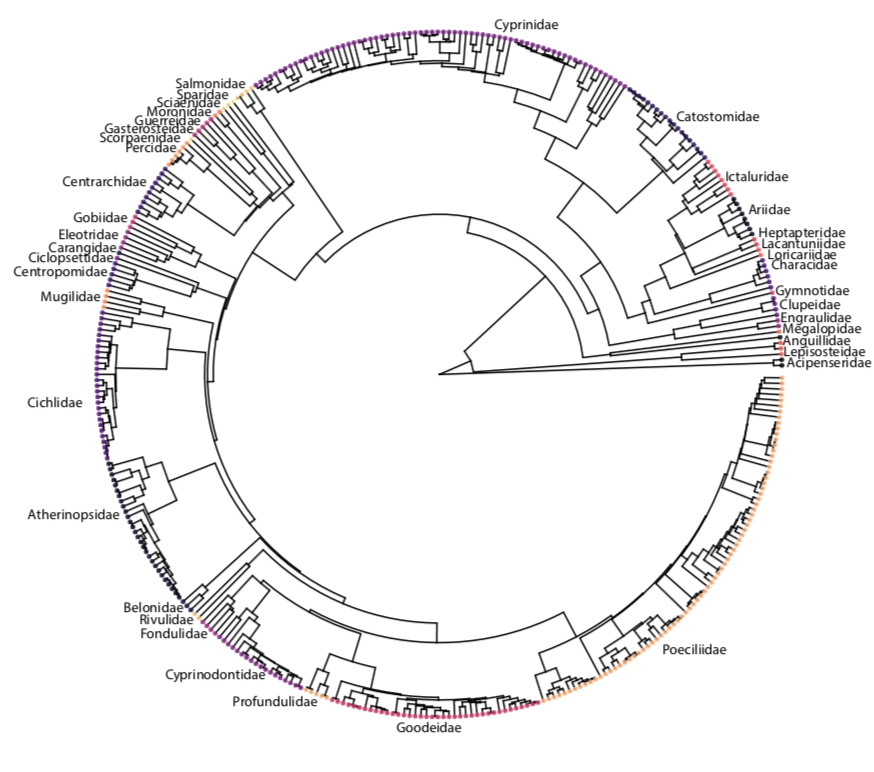 Cyprinidae
Catostomidae
Ictaluridae
Ariidae
Heptapteridae
Lacantuniidae
Loricariidae
Characidae
Gymnotidae
Clupeidae
Engraulidae
Megalopidae
Anguillidae
Lepisosteidae
Acipenseridae
Poeciliidae
Goodeidae
Profundulidae
Cyprinodontidae
Fondulidae
Rivulidae
Belonidae
Atherinopsidae
Cichlidae
Mugilidae
Centropomidae
Ciclopsettidae
Carangidae
Eleotridae
Gobiidae
Centrarchidae
Percidae
Scorpaenidae
Gasterosteidae
Guerreidae
Moronidae
Sciaenidae
Sparidae
Salmonidae